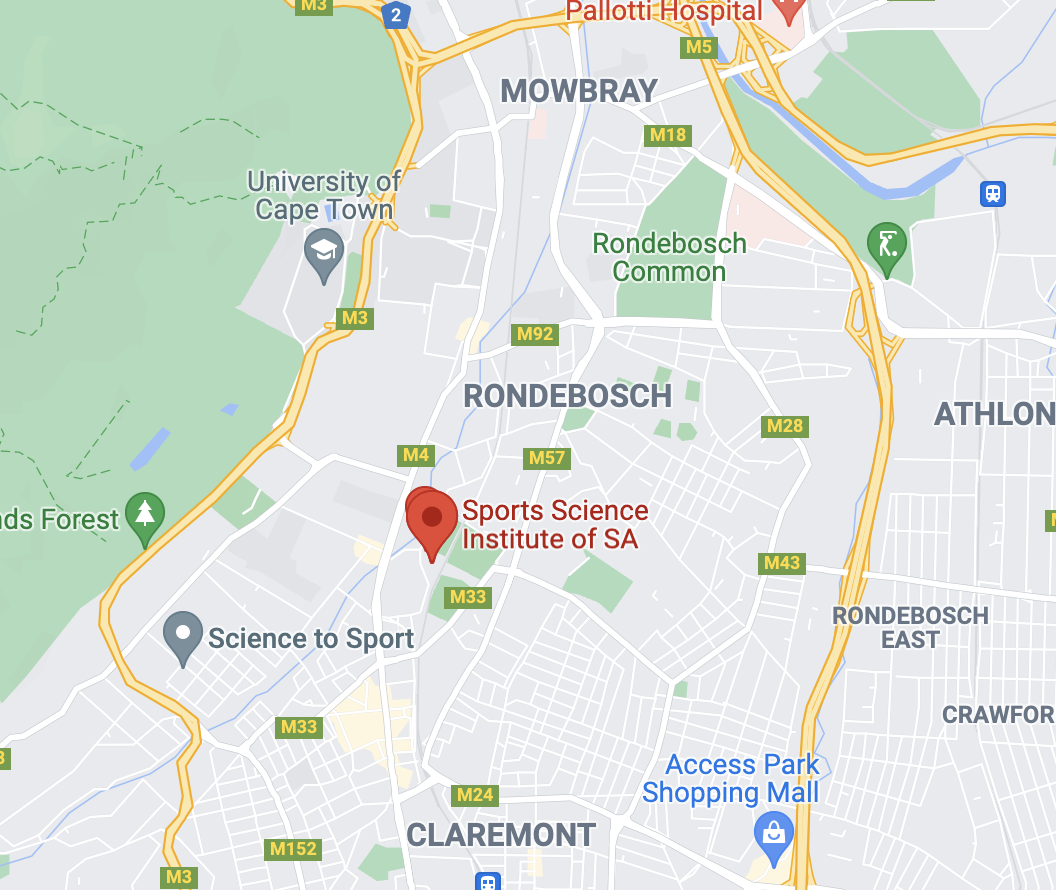 M3
2
Pallotti Hospital
M5
MOWBRAY
M18
University of
Cape Town
Rondebosch
Common
M3
M92
RONDEBOSCH
ATHLON
M28
M4
M57
Sports Science
Institute of SA
nds Forest
M43
M33
RONDEBOSCH
EAST
Science to Sport
CRAWFOR
M33
3
Access Park
Shopping Mall
M24
CLAREMONT
M152
M3